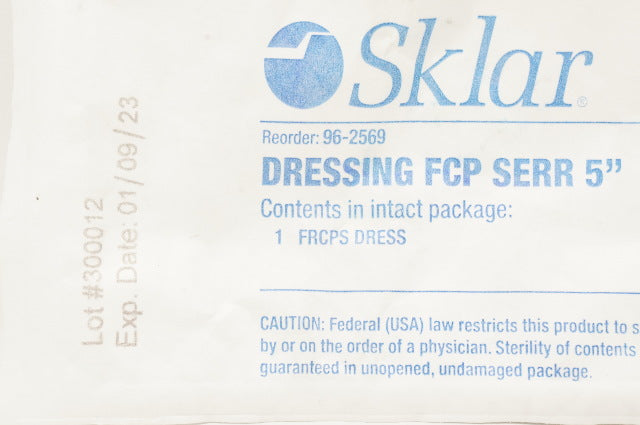 Sklar®
Reorder: 96-2569
DRESSING FCP SERR 5”
Contents in intact package:
1 FRCPS DRESS
CAUTION: Federal (USA) law restricts this product to s
by or on the order of a physician. Sterility of contents
guaranteed in unopened, undamaged package.
Lot #300012
Exp. Date: 01/09/23